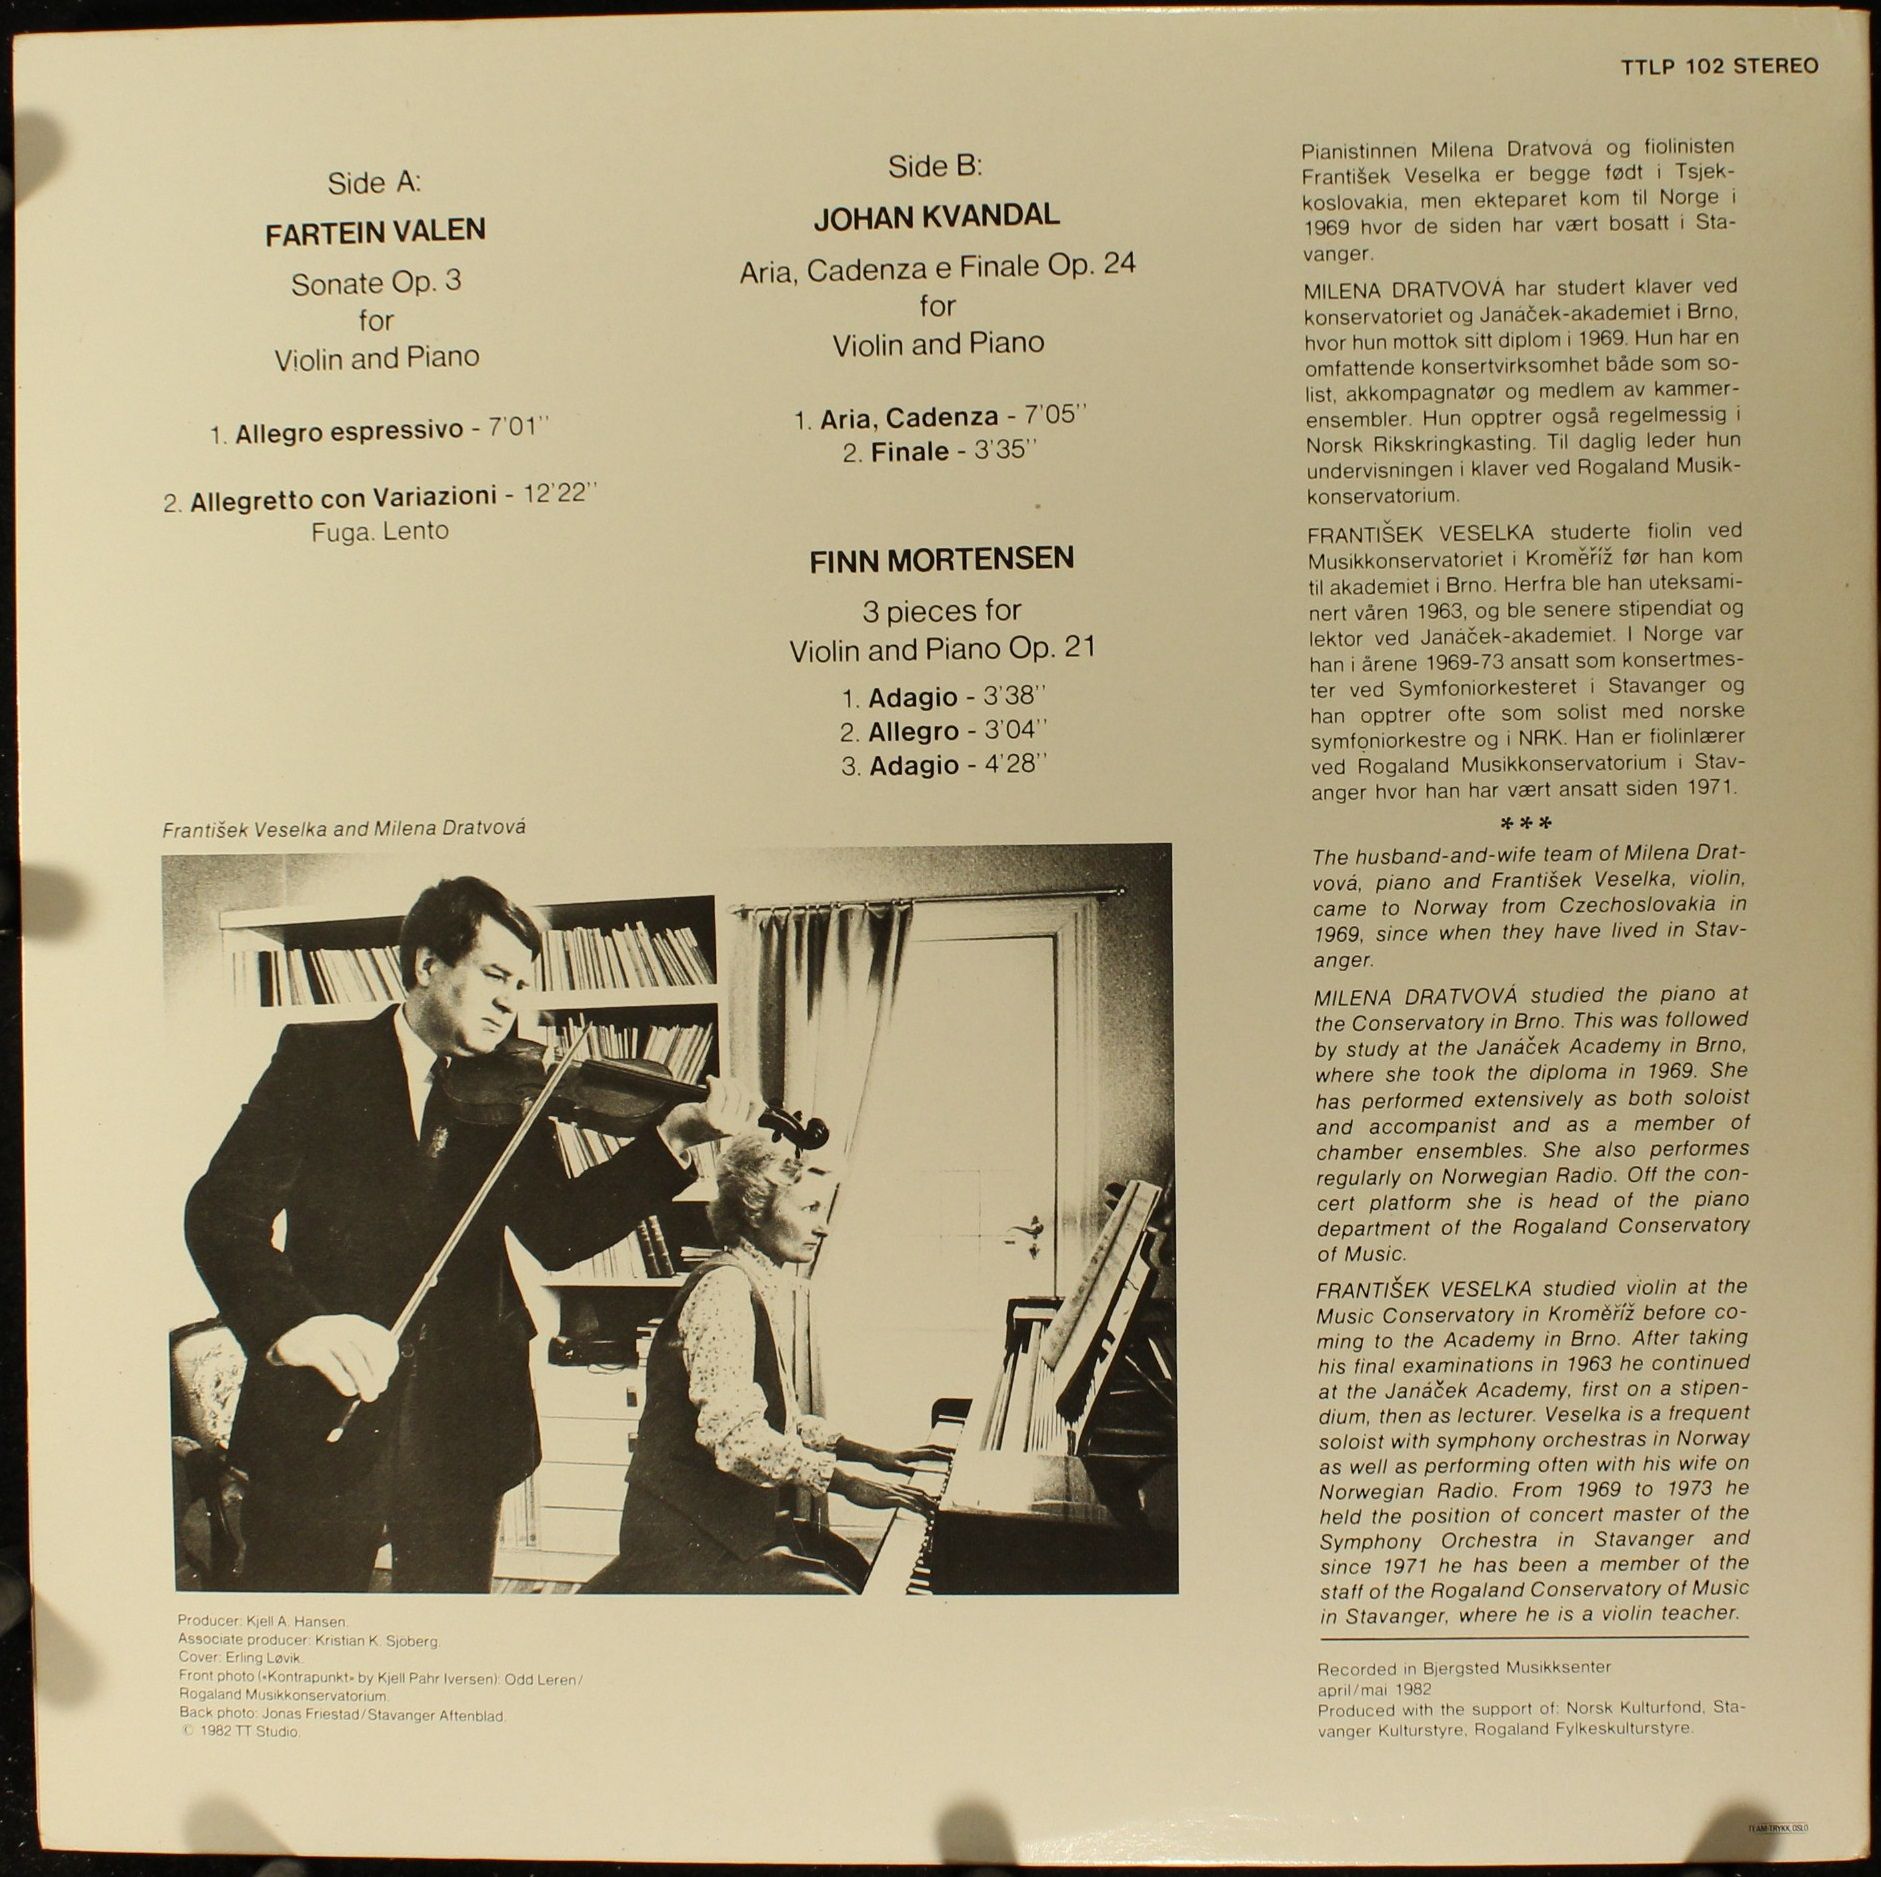 TTLP 102 STEREO
Side A:
FARTEIN VALEN
Sonate Op. 3
for
Violin and Piano
1. Allegro espressivo - 7'01''
2. Allegretto con Variazioni - 12'22''
Fuga. Lento
Side B:
JOHAN KVANDAL
Aria, Cadenza e Finale Op. 24
for
Violin and Piano
1. Aria, Cadenza - 7'05''
2. Finale - 3'35''
FINN MORTENSEN
3 pieces for
Violin and Piano Op. 21
1. Adagio - 3'38''
2. Allegro - 3'04''
3. Adagio - 4'28''
František Veselka and Milena Dratvová
Producer: Kjell A. Hansen.
Associate producer: Kristian K. Sjöberg.
Cover: Erling Løvik.
Front photo («Kontrapunkt» by Kjell Pahr Iversen): Odd Leren/
Rogaland Musikkonservatorium.
Back photo: Jonas Friestad/Stavanger Aftenblad.
© 1982 TT Studio.
Pianistinnen Milena Dratvová og fiolinisten
František Veselka er begge født i Tsjek-
koslovakia, men ekteparet kom til Norge i
1969 hvor de siden har vært bosatt i Sta-
vanger.
MILENA DRATVOVÁ har studert klaver ved
konservatoriet og Janáček-akademiet i Brno,
hvor hun mottok sitt diplom i 1969. Hun har en
omfattende konsertvirksomhet både som so-
list, akkompagnatør og medlem av kammer-
ensembler. Hun opptrer også regelmessig i
Norsk Rikskringkasting. Til daglig leder hun
undervisningen i klaver ved Rogaland Musik-
konservatorium.
FRANTIŠEK VESELKA studerte fiolin ved
Musikkonservatoriet i Kroměříž før han kom
til akademiet i Brno. Herfra ble han uteksami-
nert våren 1963, og ble senere stipendiat og
lektor ved Janáček-akademiet. I Norge var
han i årene 1969-73 ansatt som konsertmes-
ter ved Symfoniorkesteret i Stavanger og
han opptrer ofte som solist med norske
symfoniorkestre og i NRK. Han er fiolinlærer
ved Rogaland Musikkonservatorium i Stav-
anger hvor han har vært ansatt siden 1971.
***
The husband-and-wife team of Milena Drat-
vová, piano and František Veselka, violin,
came to Norway from Czechoslovakia in
1969, since when they have lived in Stav-
anger.
MILENA DRATVOVÁ studied the piano at
the Conservatory in Brno. This was followed
by study at the Janáček Academy in Brno,
where she took the diploma in 1969. She
has performed extensively as both soloist
and accompanist and as a member of
chamber ensembles. She also performes
regularly on Norwegian Radio. Off the con-
cert platform she is head of the piano
department of the Rogaland Conservatory
of Music.
FRANTIŠEK VESELKA studied violin at the
Music Conservatory in Kroměříž before co-
ming to the Academy in Brno. After taking
his final examinations in 1963 he continued
at the Janáček Academy, first on a stipen-
dium, then as lecturer. Veselka is a frequent
soloist with symphony orchestras in Norway
as well as performing often with his wife on
Norwegian Radio. From 1969 to 1973 he
held the position of concert master of the
Symphony Orchestra in Stavanger and
since 1971 he has been a member of the
staff of the Rogaland Conservatory of Music
in Stavanger, where he is a violin teacher.
Recorded in Bjergsted Musikksenter
april/mai 1982
Produced with the support of: Norsk Kulturfond, Sta-
vanger Kulturstyre, Rogaland Fylkeskulturstyre.
TEAM-TRYKK, OSLO